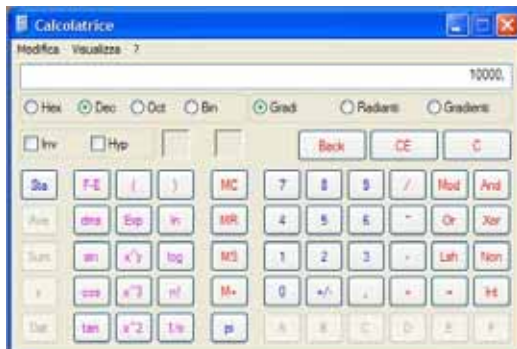 Calcolatrice
Modifica Visualizza ?
10000,
Hex Dec Oct Bin Gradi Radianti Gradienti
Inv Hyp Back CE C
Sta F-E ( ) MC 7 8 9 / Mod And
Ave dms Exp ln MR 4 5 6 * Or Xor
Sum sin x^y log MS 1 2 3 - Lsh Non
s cos x^3 n! M+ 0 +/- , + = Int
Dat tan x^2 1/x pi A B C D E F